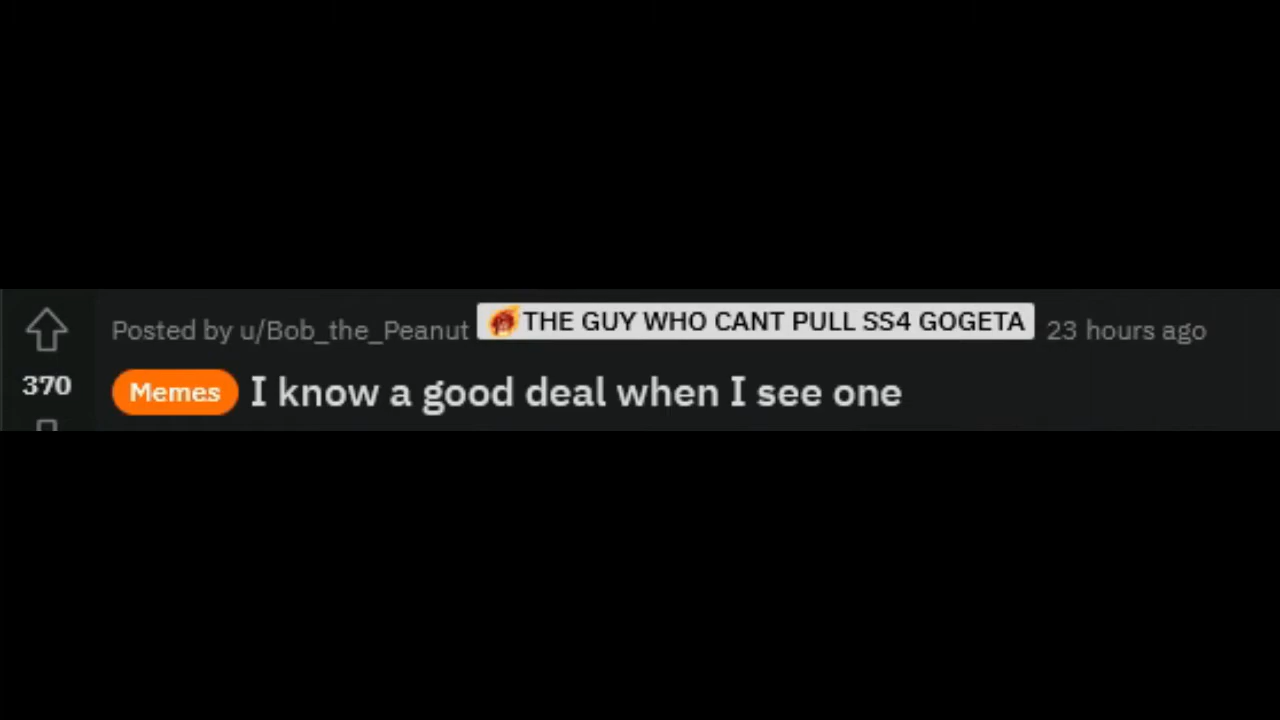 Posted by u/Bob_the_Peanut THE GUY WHO CANT PULL SS4 GOGETA 23 hours ago
370
Memes I know a good deal when I see one